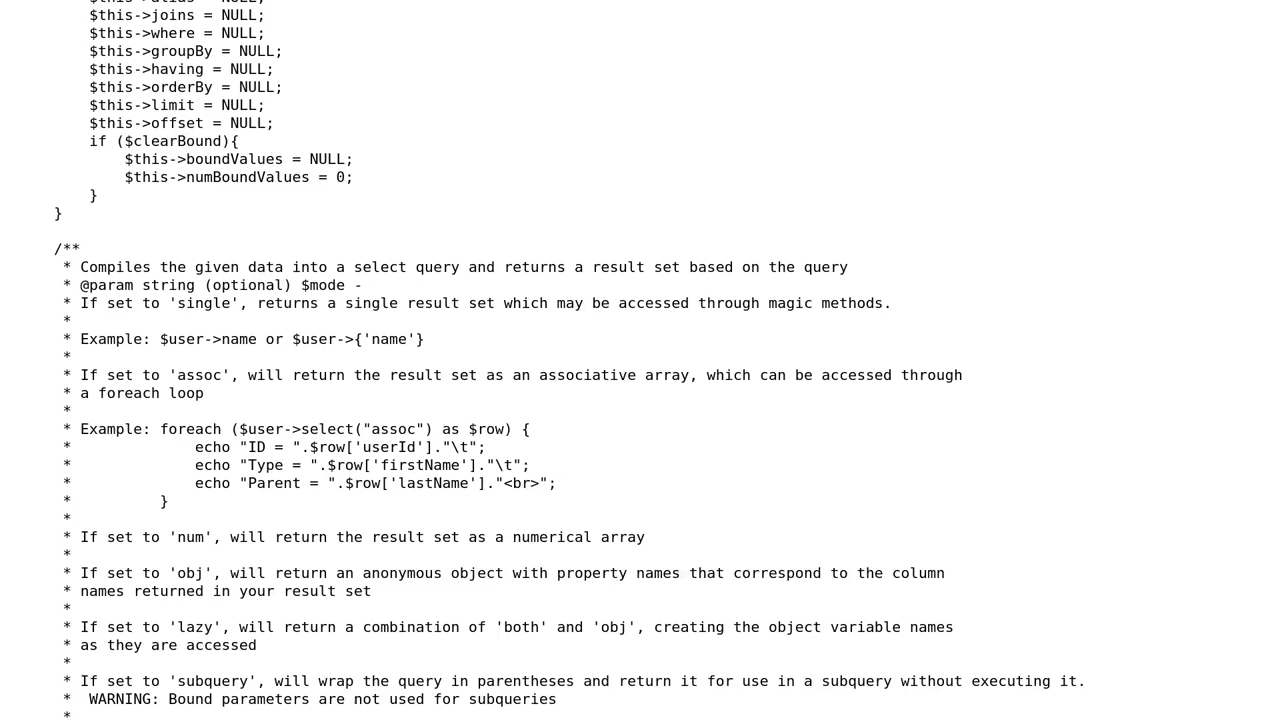 $this->alias = NULL;
$this->joins = NULL;
$this->where = NULL;
$this->groupBy = NULL;
$this->having = NULL;
$this->orderBy = NULL;
$this->limit = NULL;
$this->offset = NULL;
if ($clearBound){
$this->boundValues = NULL;
$this->numBoundValues = 0;
}
}
/**
* Compiles the given data into a select query and returns a result set based on the query
* @param string (optional) $mode -
* If set to 'single', returns a single result set which may be accessed through magic methods.
*
* Example: $user->name or $user->{'name'}
*
* If set to 'assoc', will return the result set as an associative array, which can be accessed through
* a foreach loop
*
* Example: foreach ($user->select("assoc") as $row) {
* echo "ID = ".$row['userId']."\t";
* echo "Type = ".$row['firstName']."\t";
* echo "Parent = ".$row['lastName']."<br>";
* }
*
* If set to 'num', will return the result set as a numerical array
*
* If set to 'obj', will return an anonymous object with property names that correspond to the column
* names returned in your result set
*
* If set to 'lazy', will return a combination of 'both' and 'obj', creating the object variable names
* as they are accessed
*
* If set to 'subquery', will wrap the query in parentheses and return it for use in a subquery without executing it.
* WARNING: Bound parameters are not used for subqueries
*